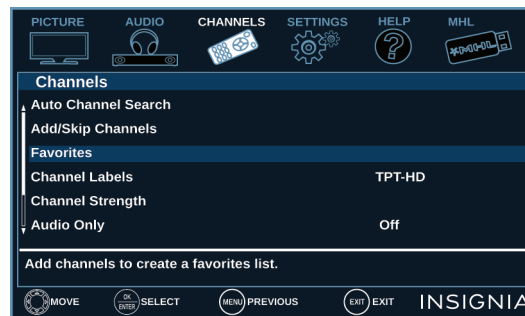 PICTURE AUDIO CHANNELS SETTINGS HELP MHL
?
MHL
Channels
Auto Channel Search
Add/Skip Channels
Favorites
Channel Labels TPT-HD
Channel Strength
Audio Only Off
Add channels to create a favorites list.
MOVE OK ENTER SELECT MENU PREVIOUS EXIT EXIT INSIGNIA